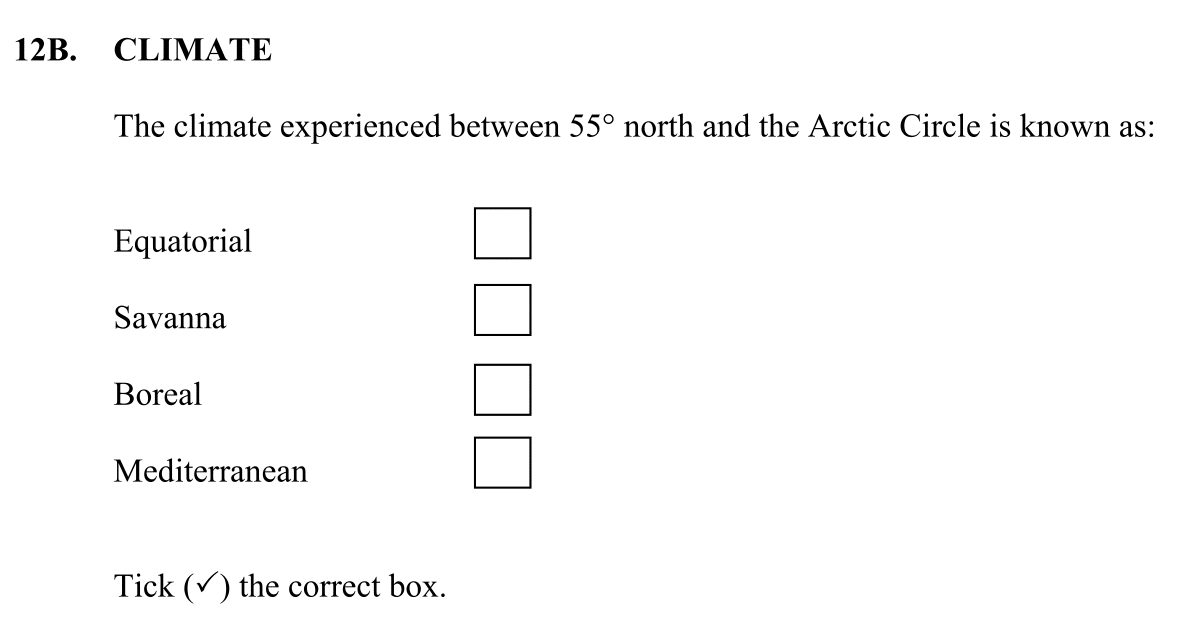 12B. CLIMATE
The climate experienced between 55° north and the Arctic Circle is known as:
Equatorial
Savanna
Boreal
Mediterranean
Tick (✓) the correct box.